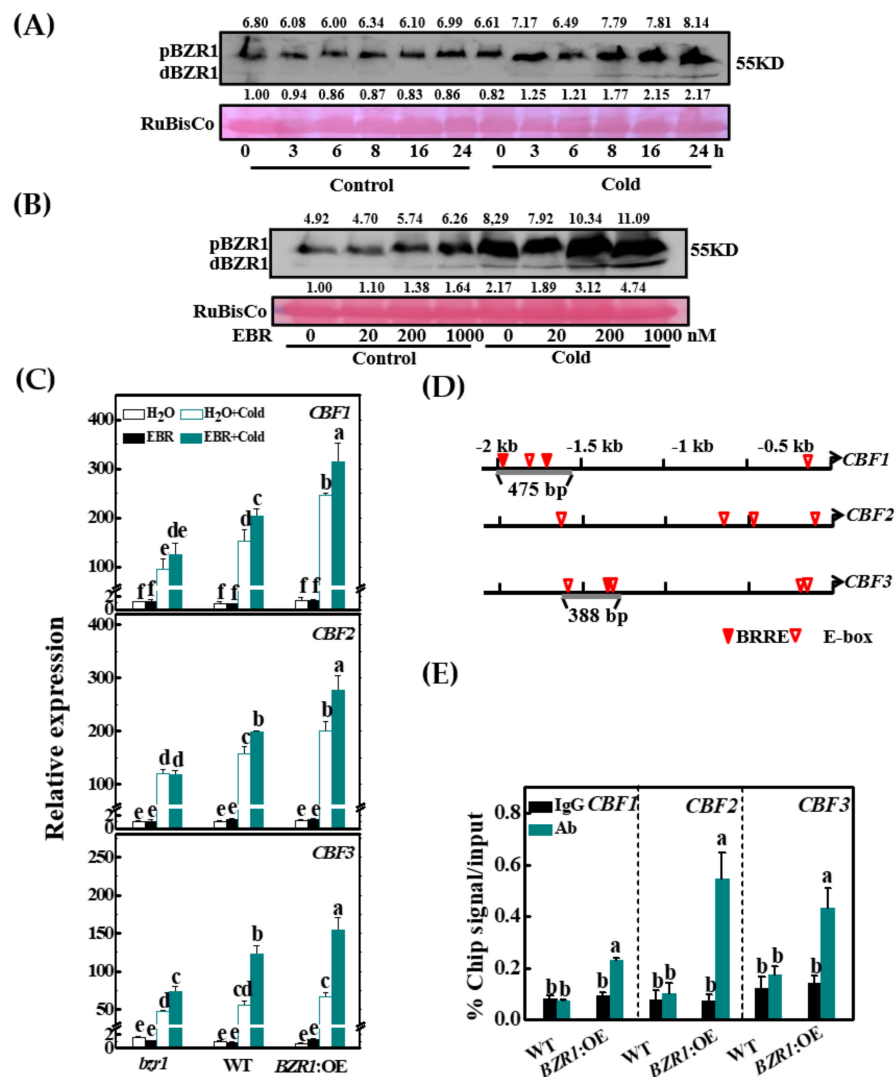 (A)
6.80 6.08 6.00 6.34 6.10 6.99 6.61 7.17 6.49 7.79 7.81 8.14
pBZR1
dBZR1
55KD
1.00 0.94 0.86 0.87 0.83 0.86 0.82 1.25 1.21 1.77 2.15 2.17
RuBisCo
0 3 6 8 16 24 0 3 6 8 16 24 h
Control Cold
(B)
4.92 4.70 5.74 6.26 8,29 7.92 10.34 11.09
pBZR1
dBZR1
55KD
1.00 1.10 1.38 1.64 2.17 1.89 3.12 4.74
RuBisCo
EBR 0 20 200 1000 0 20 200 1000 nM
Control Cold
(C)
Relative expression
H2O H2O+Cold
EBR EBR+Cold
CBF1
400
300
200
100
2
0
f f e de f f d c f f b a
CBF2
400
300
200
100
2
0
e e d d e e c b e e b a
CBF3
250
200
150
100
50
2
0
e e d c e e cd b e e c a
bzr1 WT BZR1:OE
(D)
-2 kb -1.5 kb -1 kb -0.5 kb
CBF1
475 bp
CBF2
CBF3
388 bp
BRRE E-box
(E)
% Chip signal/input
0.8
0.6
0.4
0.2
0.0
IgG
Ab
CBF1 CBF2 CBF3
b b b a b b b a b b b a
WT BZR1:OE WT BZR1:OE WT BZR1:OE